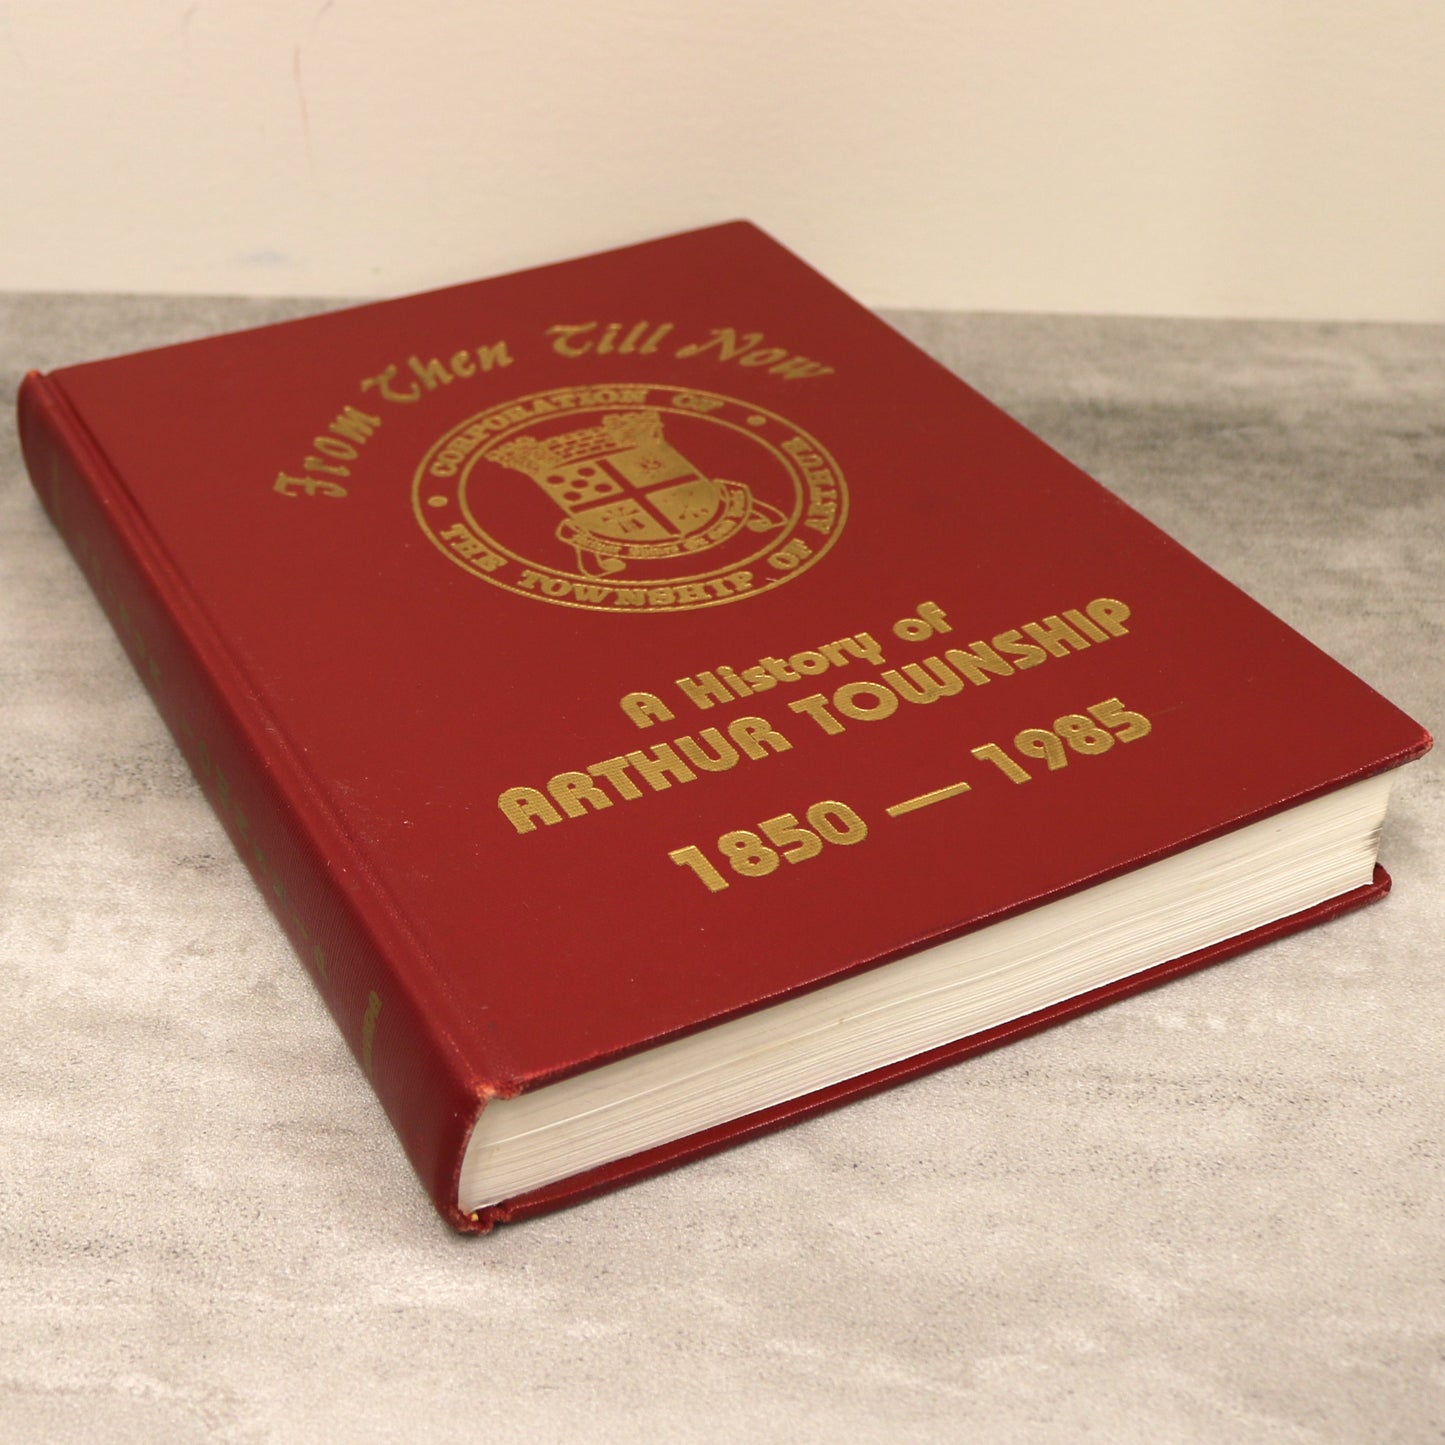 From Then Till Now
CORPORATION OF
THE TOWNSHIP OF ARTHUR
A History of
ARTHUR TOWNSHIP
1850 — 1985